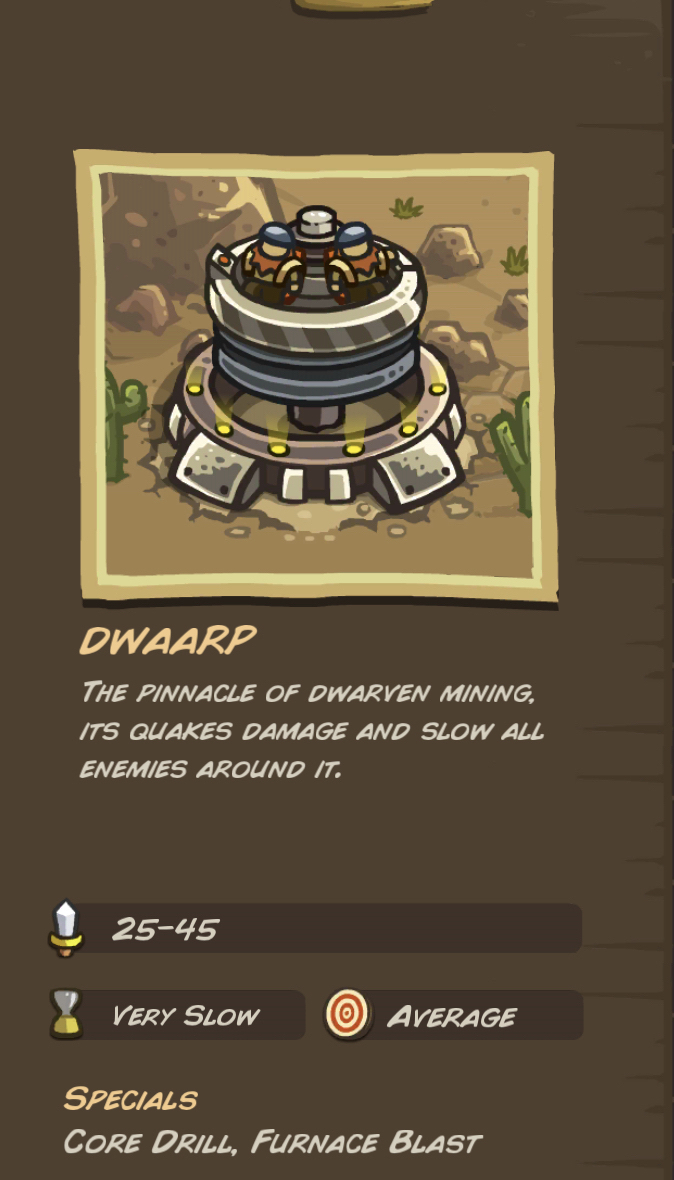 DWAARP
The pinnacle of dwarven mining,
its quakes damage and slow all
enemies around it.
25-45
Very Slow
Average
Specials
Core Drill, Furnace Blast